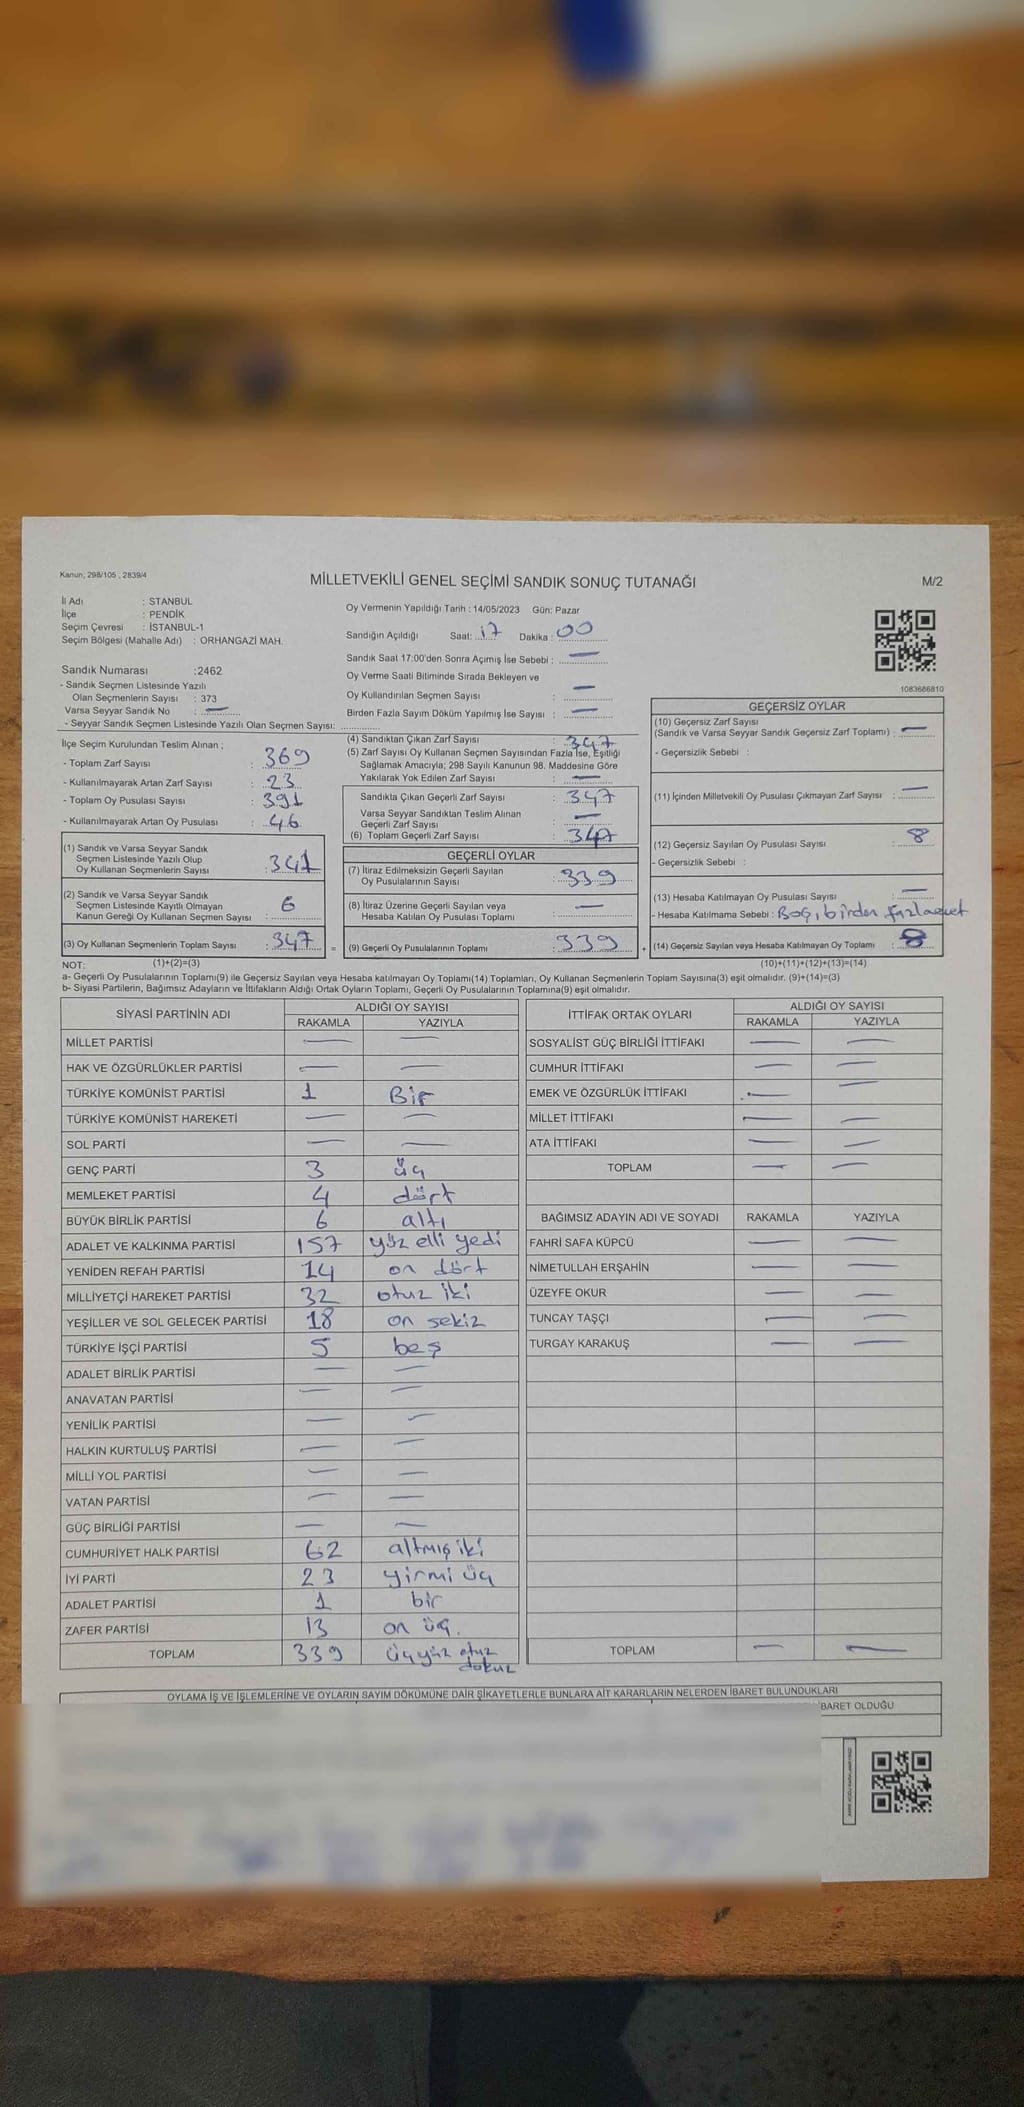 Kanun; 298/105 , 2839/4
MİLLETVEKİLİ GENEL SEÇİMİ SANDIK SONUÇ TUTANAĞI
M/2
İl Adı : STANBUL
İlçe : PENDİK
Seçim Çevresi : İSTANBUL-1
Seçim Bölgesi (Mahalle Adı) : ORHANGAZİ MAH.
Sandık Numarası :2462
- Sandık Seçmen Listesinde Yazılı
Olan Seçmenlerin Sayısı : 373
Varsa Seyyar Sandık No : —
- Seyyar Sandık Seçmen Listesinde Yazılı Olan Seçmen Sayısı:
Oy Vermenin Yapıldığı Tarih : 14/05/2023 Gün: Pazar
Sandığın Açıldığı Saat: 17 Dakika : 00
Sandık Saat 17:00'den Sonra Açımış İse Sebebi : —
Oy Verme Saati Bitiminde Sırada Bekleyen ve
Oy Kullandırılan Seçmen Sayısı : —
Birden Fazla Sayım Döküm Yapılmış İse Sayısı : —
1083686810
İlçe Seçim Kurulundan Teslim Alınan ;
- Toplam Zarf Sayısı : 369
- Kullanılmayarak Artan Zarf Sayısı : 23
- Toplam Oy Pusulası Sayısı : 391
- Kullanılmayarak Artan Oy Pusulası : 46
(1) Sandık ve Varsa Seyyar Sandık
Seçmen Listesinde Yazılı Olup
Oy Kullanan Seçmenlerin Sayısı : 341
(2) Sandık ve Varsa Seyyar Sandık
Seçmen Listesinde Kayıtlı Olmayan
Kanun Gereği Oy Kullanan Seçmen Sayısı : 6
(3) Oy Kullanan Seçmenlerin Toplam Sayısı : 347
(4) Sandıktan Çıkan Zarf Sayısı : 347
(5) Zarf Sayısı Oy Kullanan Seçmen Sayısından Fazla İse, Eşitliği
Sağlamak Amacıyla; 298 Sayılı Kanunun 98. Maddesine Göre
Yakılarak Yok Edilen Zarf Sayısı : —
Sandıkta Çıkan Geçerli Zarf Sayısı : 347
Varsa Seyyar Sandıktan Teslim Alınan
Geçerli Zarf Sayısı : —
(6) Toplam Geçerli Zarf Sayısı : 347
GEÇERLİ OYLAR
(7) İtiraz Edilmeksizin Geçerli Sayılan
Oy Pusulalarının Sayısı : 339
(8) İtiraz Üzerine Geçerli Sayılan veya
Hesaba Katılan Oy Pusulası Toplamı : —
= (9) Geçerli Oy Pusulalarının Toplamı : 339 +
GEÇERSİZ OYLAR
(10) Geçersiz Zarf Sayısı
(Sandık ve Varsa Seyyar Sandık Geçersiz Zarf Toplamı) : —
- Geçersizlik Sebebi :
(11) İçinden Milletvekili Oy Pusulası Çıkmayan Zarf Sayısı : —
(12) Geçersiz Sayılan Oy Pusulası Sayısı : 8
- Geçersizlik Sebebi :
(13) Hesaba Katılmayan Oy Pusulası Sayısı : —
- Hesaba Katılmama Sebebi : Boş, birden
(14) Geçersiz Sayılan veya Hesaba Katılmayan Oy Toplamı : 8
NOT: (1)+(2)=(3) (10)+(11)+(12)+(13)=(14)
a- Geçerli Oy Pusulalarının Toplamı(9) ile Geçersiz Sayılan veya Hesaba katılmayan Oy Toplamı(14) Toplamları, Oy Kullanan Seçmenlerin Toplam Sayısına(3) eşit olmalıdır. (9)+(14)=(3)
b- Siyasi Partilerin, Bağımsız Adayların ve İttifakların Aldığı Ortak Oyların Toplamı, Geçerli Oy Pusulalarının Toplamına(9) eşit olmalıdır.
SİYASİ PARTİNİN ADI ALDIĞI OY SAYISI
RAKAMLA YAZIYLA
MİLLET PARTİSİ — —
HAK VE ÖZGÜRLÜKLER PARTİSİ — —
TÜRKİYE KOMÜNİST PARTİSİ 1 Bir
TÜRKİYE KOMÜNİST HAREKETİ — —
SOL PARTİ — —
GENÇ PARTİ 3 üç
MEMLEKET PARTİSİ 4 dört
BÜYÜK BİRLİK PARTİSİ 6 altı
ADALET VE KALKINMA PARTİSİ 157 yüz elli yedi
YENİDEN REFAH PARTİSİ 14 on dört
MİLLİYETÇİ HAREKET PARTİSİ 32 otuz iki
YEŞİLLER VE SOL GELECEK PARTİSİ 18 on sekiz
TÜRKİYE İŞÇİ PARTİSİ 5 beş
ADALET BİRLİK PARTİSİ — —
ANAVATAN PARTİSİ — —
YENİLİK PARTİSİ — —
HALKIN KURTULUŞ PARTİSİ — —
MİLLİ YOL PARTİSİ — —
VATAN PARTİSİ — —
GÜÇ BİRLİĞİ PARTİSİ — —
CUMHURİYET HALK PARTİSİ 62 altmış iki
İYİ PARTİ 23 yirmi üç
ADALET PARTİSİ 1 bir
ZAFER PARTİSİ 13 on üç.
TOPLAM 339 üçyüz otuz
dokuz
İTTİFAK ORTAK OYLARI ALDIĞI OY SAYISI
RAKAMLA YAZIYLA
SOSYALİST GÜÇ BİRLİĞİ İTTİFAKI — —
CUMHUR İTTİFAKI — —
EMEK VE ÖZGÜRLÜK İTTİFAKI — —
MİLLET İTTİFAKI — —
ATA İTTİFAKI — —
TOPLAM — —
BAĞIMSIZ ADAYIN ADI VE SOYADI RAKAMLA YAZIYLA
FAHRİ SAFA KÜPCÜ — —
NİMETULLAH ERŞAHİN — —
ÜZEYFE OKUR — —
TUNCAY TAŞÇI — —
TURGAY KARAKUŞ — —
TOPLAM — —
OYLAMA İŞ VE İŞLEMLERİNE VE OYLARIN SAYIM DÖKÜMÜNE DAİR ŞİKAYETLERLE BUNLARA AİT KARARLARIN NELERDEN İBARET BULUNDUKLARI
İBARET OLDUĞU